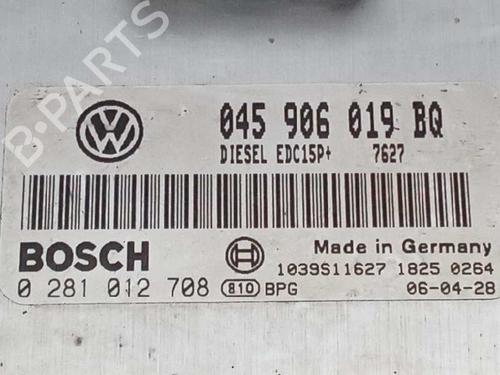 B-PARTS
045 906 019 BQ
DIESEL EDC15P+ 7627
BOSCH
Made in Germany
0 281 012 708
1039S11627 1825 0264
810 BPG
06-04-28